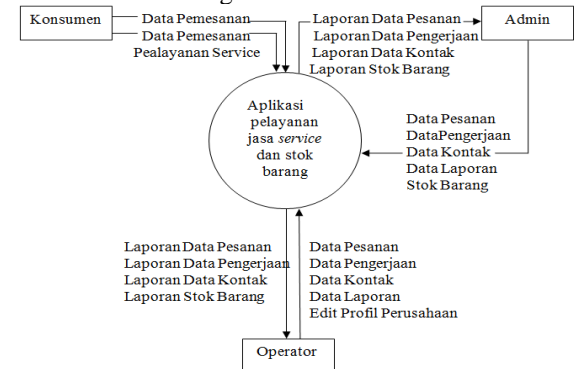 Konsumen
Data Pemesanan
Data Pemesanan
Pealayanan Service
Laporan Data Pesanan
Laporan Data Pengerjaan
Laporan Data Kontak
Laporan Stok Barang
Admin
Aplikasi
pelayanan
jasa service
dan stok
barang
Data Pesanan
DataPengerjaan
Data Kontak
Data Laporan
Stok Barang
Laporan Data Pesanan
Laporan Data Pengerjaan
Laporan Data Kontak
Laporan Stok Barang
Data Pesanan
Data Pengerjaan
Data Kontak
Data Laporan
Edit Profil Perusahaan
Operator